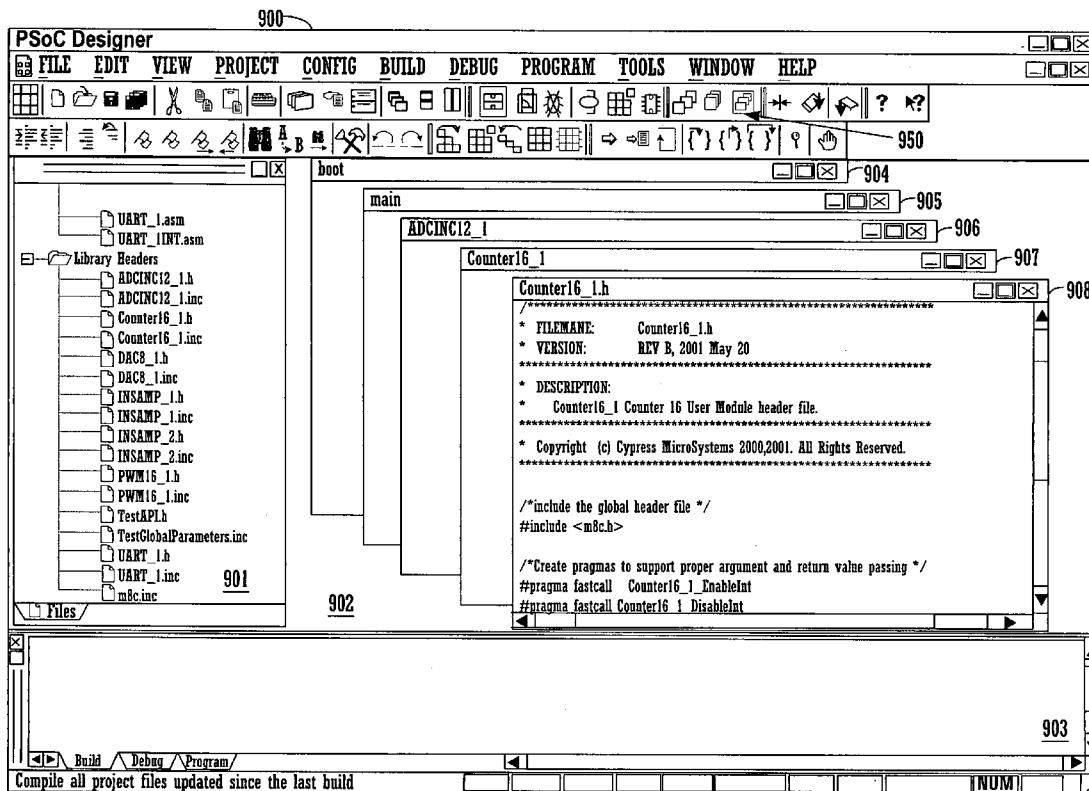 900
PSoC Designer
FILE EDIT VIEW PROJECT CONFIG BUILD DEBUG PROGRAM TOOLS WINDOW HELP
? ?
A B
950
boot
904
main
905
ADCINC12_1
906
Counter16_1
907
Counter16_1.h
908
UART_1.asm
UART_1INT.asm
Library Headers
ADCINC12_1.h
ADCINC12_1.inc
Counter16_1.h
Counter16_1.inc
DAC8_1.h
DAC8_1.inc
INSAMP_1.h
INSAMP_1.inc
INSAMP_2.h
INSAMP_2.inc
PWM16_1.h
PWM16_1.inc
TestAPI.h
TestGlobalParameters.inc
UART_1.h
UART_1.inc
m8c.inc
901
Files
902
/*****************************************************************************
* FILEMANE: Counter16_1.h
* VERSION: REV B, 2001 May 20
*****************************************************************************
* DESCRIPTION:
* Counter16_1 Counter 16 User Module header file.
*****************************************************************************
* Copyright (c) Cypress MicroSystems 2000,2001. All Rights Reserved.
*****************************************************************************
/*include the global header file */
#include <m8c.h>
/*Create pragmas to support proper argument and return value passing */
#pragma fastcall Counter16_1_EnableInt
#pragma fastcall Counter16_1_DisableInt
903
Build Debug Program
Compile all project files updated since the last build
NUM